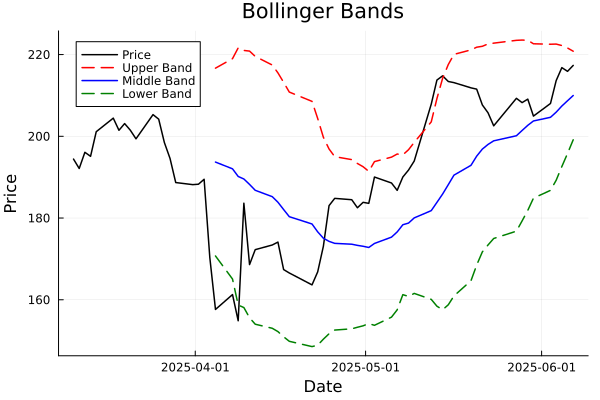 Bollinger Bands
Price
Upper Band
Middle Band
Lower Band
220
200
180
160
Price
2025-04-01
2025-05-01
2025-06-01
Date